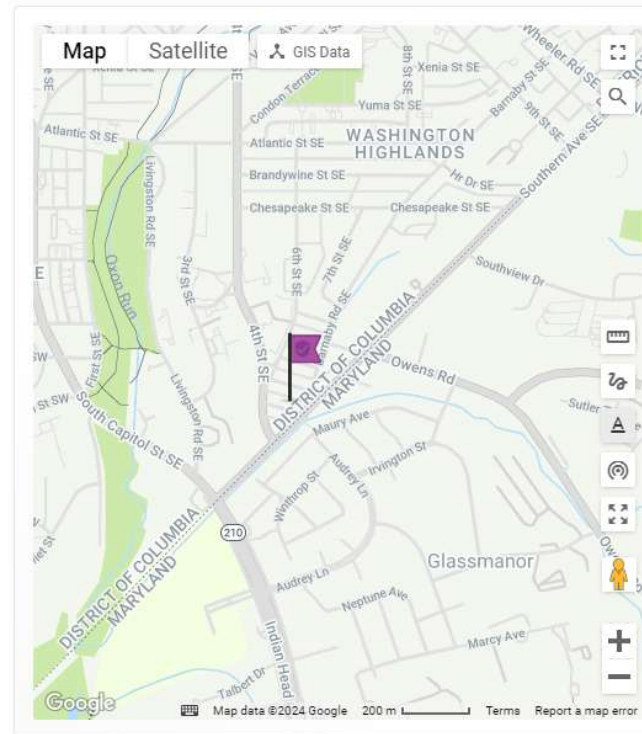 Map
Satellite
GIS Data
Xenia St SE
Condon Terrace
8th St SE
Xenia St SE
Wheeler Rd SE
Barnaby St SE
9th St SE
Yuma St SE
Southern Ave SE
Atlantic St SE
Livingston Rd SE
Atlantic St SE
WASHINGTON
HIGHLANDS
Brandywine St SE
Hr Dr SE
Chesapeake St SE
Chesapeake St SE
6th St SE
7th St SE
3rd St SE
Southview Dr
Oxon Run
4th St SE
Barnaby Rd SE
DISTRICT OF COLUMBIA
MARYLAND
Owens Rd
First St SE
SW
St SW
Livingston Rd SE
South Capitol St SE
Maury Ave
Audrey Ln
Irvington St
Winthrop St
210
DISTRICT OF COLUMBIA
MARYLAND
Glassmanor
Audrey Ln
Neptune Ave
Indian Head
Marcy Ave
Talbert Dr
Google
Map data ©2024 Google
200 m
Terms
Report a map error